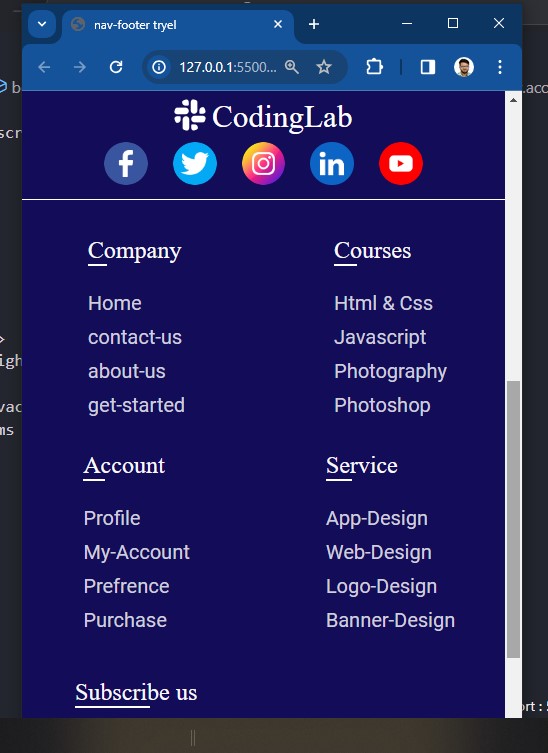 nav-footer tryel
127.0.0.1:5500...
CodingLab
Company
Home
contact-us
about-us
get-started
Courses
Html & Css
Javascript
Photography
Photoshop
Account
Profile
My-Account
Prefrence
Purchase
Service
App-Design
Web-Design
Logo-Design
Banner-Design
Subscribe us